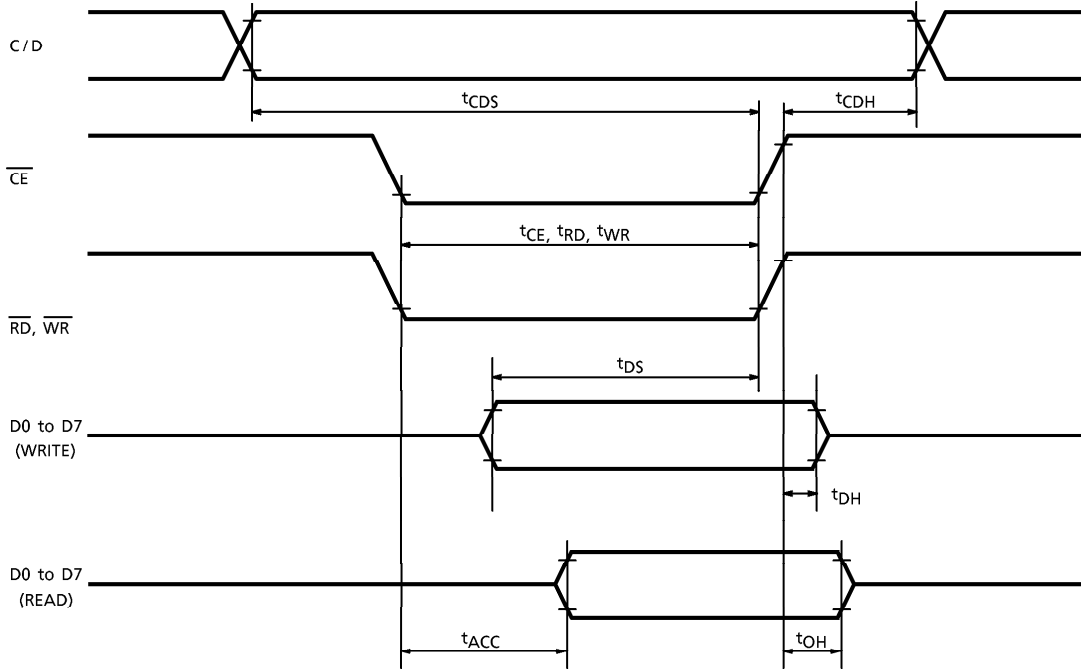 C/D
tCDS
tCDH
CE
tCE, tRD, tWR
RD, WR
tDS
D0 to D7
(WRITE)
tDH
D0 to D7
(READ)
tACC
tOH